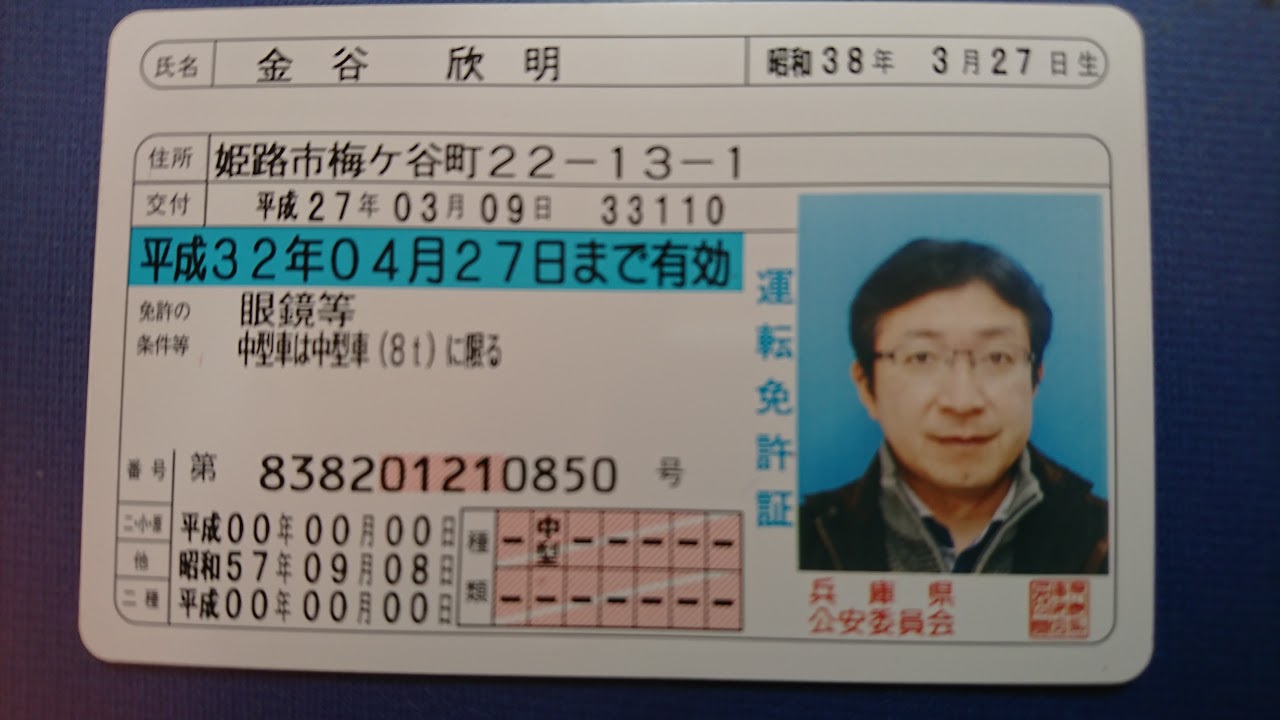 氏名 金谷 欣明 昭和38年 3月27日生
住所 姫路市梅ケ谷町22-13-1
交付 平成27年03月09日 33110
平成32年04月27日まで有効
免許の 眼鏡等
条件等 中型車は中型車(8t)に限る
運転免許証
番号 第 838201210850 号
二・小・原 平成00年00月00日
他 昭和57年09月08日
二種 平成00年00月00日
種類 - 中型 - - - - -
- - - - - - -
兵庫県
公安委員会